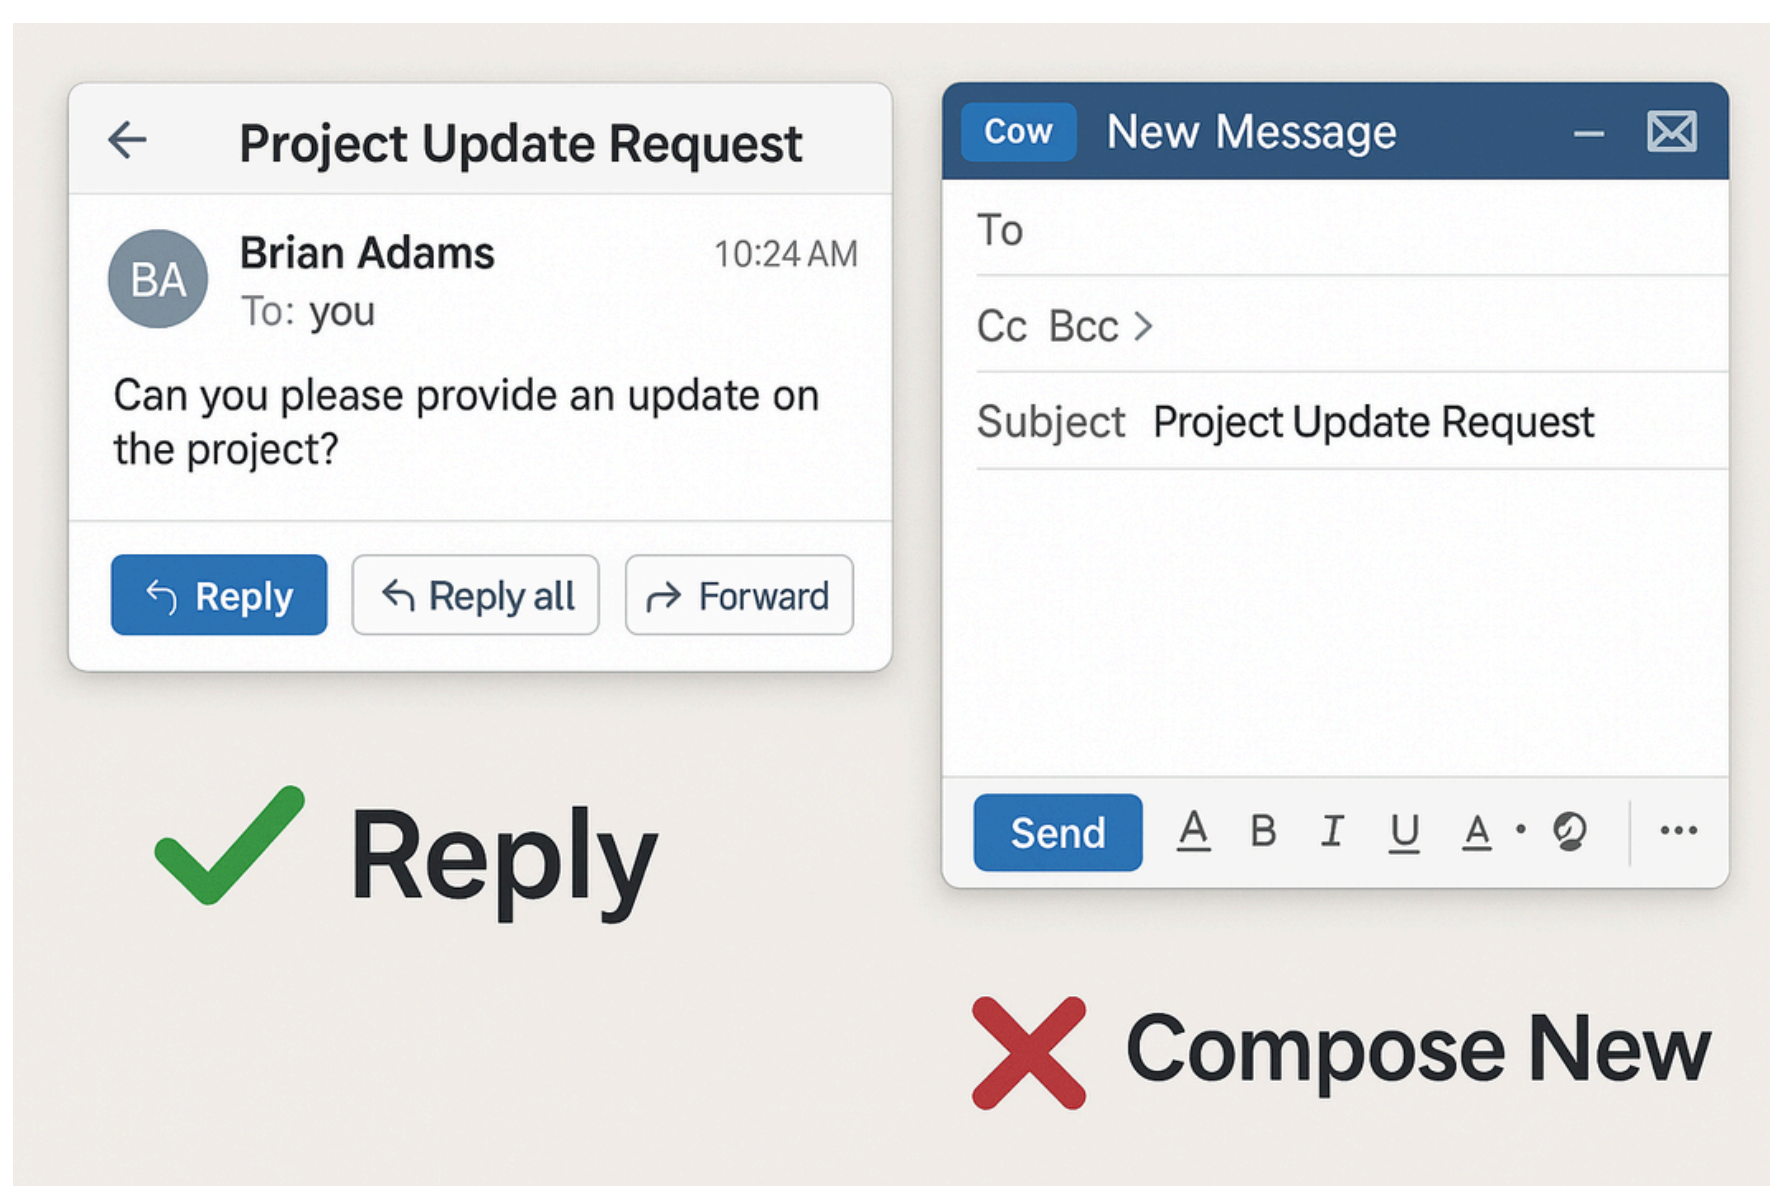 Project Update Request
BA
Brian Adams
10:24 AM
To: you
Can you please provide an update on
the project?
Reply
Reply all
Forward
Reply
Cow
New Message
To
Cc Bcc >
Subject Project Update Request
Send A B I U A
Compose New